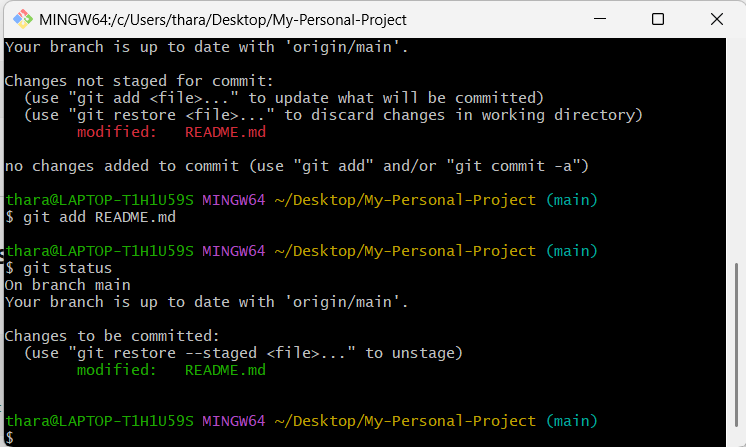 MINGW64:/c/Users/thara/Desktop/My-Personal-Project
Your branch is up to date with 'origin/main'.
Changes not staged for commit:
  (use "git add <file>..." to update what will be committed)
  (use "git restore <file>..." to discard changes in working directory)
        modified:   README.md
no changes added to commit (use "git add" and/or "git commit -a")
thara@LAPTOP-T1H1U59S MINGW64 ~/Desktop/My-Personal-Project (main)
$ git add README.md
thara@LAPTOP-T1H1U59S MINGW64 ~/Desktop/My-Personal-Project (main)
$ git status
On branch main
Your branch is up to date with 'origin/main'.
Changes to be committed:
  (use "git restore --staged <file>..." to unstage)
        modified:   README.md
thara@LAPTOP-T1H1U59S MINGW64 ~/Desktop/My-Personal-Project (main)
$